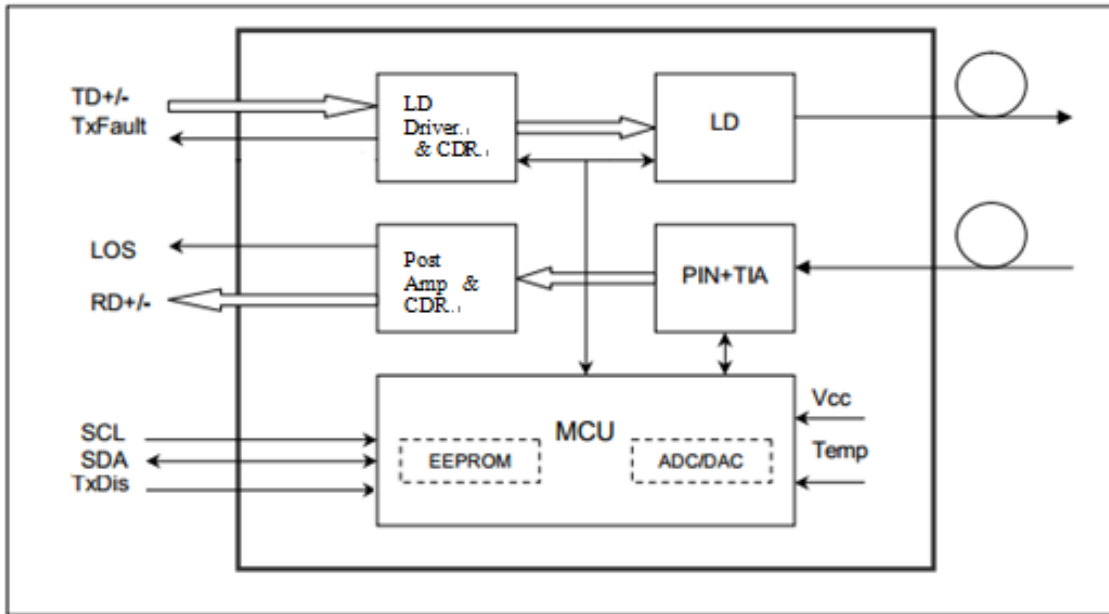 TD+/-
TxFault
LD
Driver.
& CDR.
LD
LOS
RD+/-
Post
Amp &
CDR.
PIN+TIA
SCL
SDA
TxDis
MCU
EEPROM
ADC/DAC
Vcc
Temp